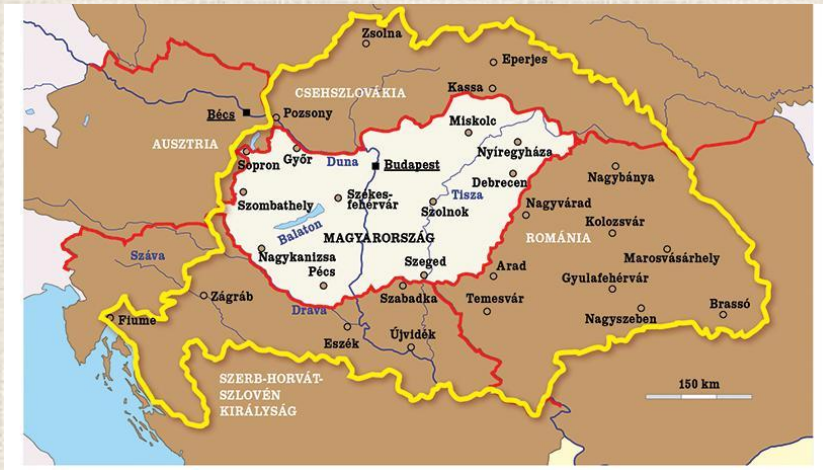 Zsolna
Eperjes
Kassa
CSEHSZLOVÁKIA
Bécs
Pozsony
Miskolc
AUSZTRIA
Sopron
Győr
Duna
Budapest
Nyíregyháza
Debrecen
Nagybánya
Szombathely
Székes-
fehérvár
Tisza
Szolnok
Nagyvárad
Kolozsvár
Balaton
MAGYARORSZÁG
ROMÁNIA
Száva
Nagykanizsa
Pécs
Szeged
Arad
Marosvásárhely
Gyulafehérvár
Zágráb
Szabadka
Temesvár
Brassó
Fiume
Dráva
Nagyszeben
Eszék
Újvidék
SZERB-HORVÁT-
SZLOVÉN
KIRÁLYSÁG
150 km